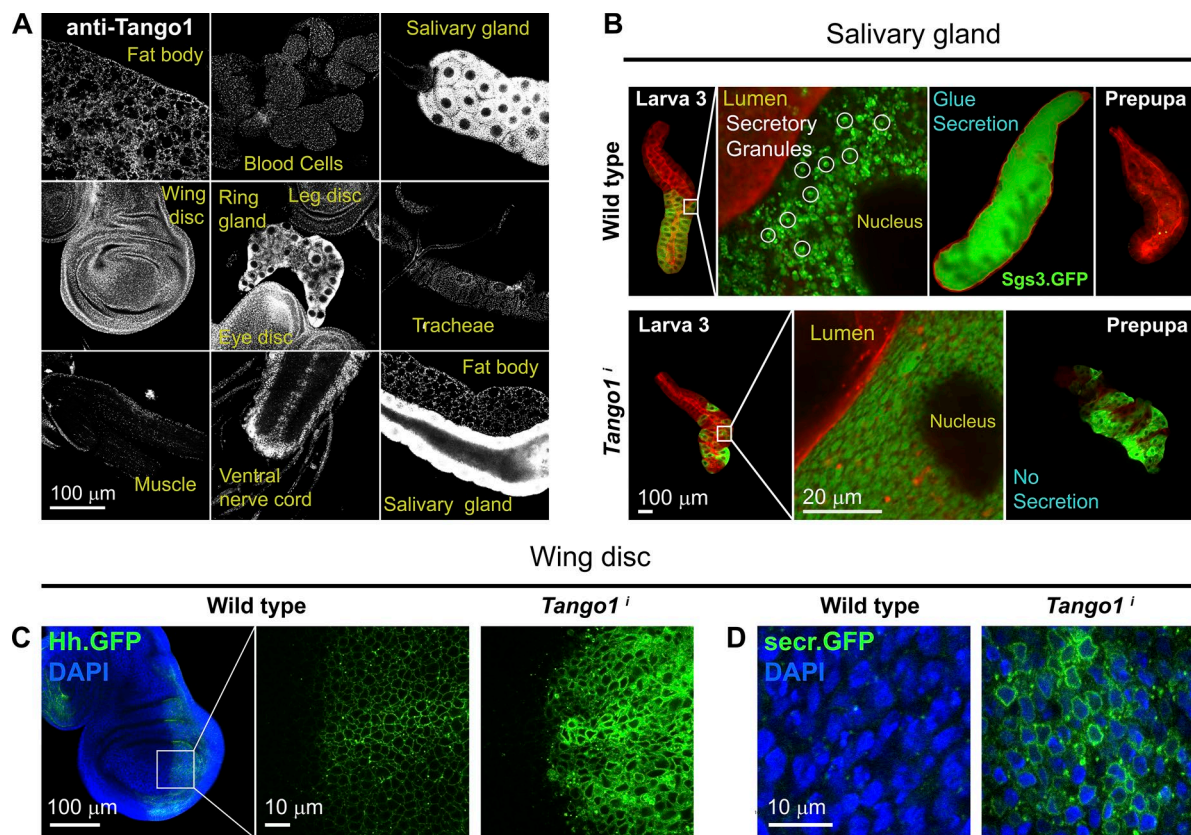 A
anti-Tango1
Fat body
Blood Cells
Salivary gland
Wing
disc
Ring
gland
Leg disc
Eye disc
Tracheae
Muscle
100 μm
Ventral
nerve cord
Fat body
Salivary gland
B
Salivary gland
Wild type
Larva 3
Lumen
Secretory
Granules
Nucleus
Glue
Secretion
Sgs3.GFP
Prepupa
Tango1 i
Larva 3
100 μm
Lumen
Nucleus
20 μm
Prepupa
No
Secretion
Wing disc
Wild type
Tango1 i
Wild type
Tango1 i
C
Hh.GFP
DAPI
100 μm
10 μm
D
secr.GFP
DAPI
10 μm